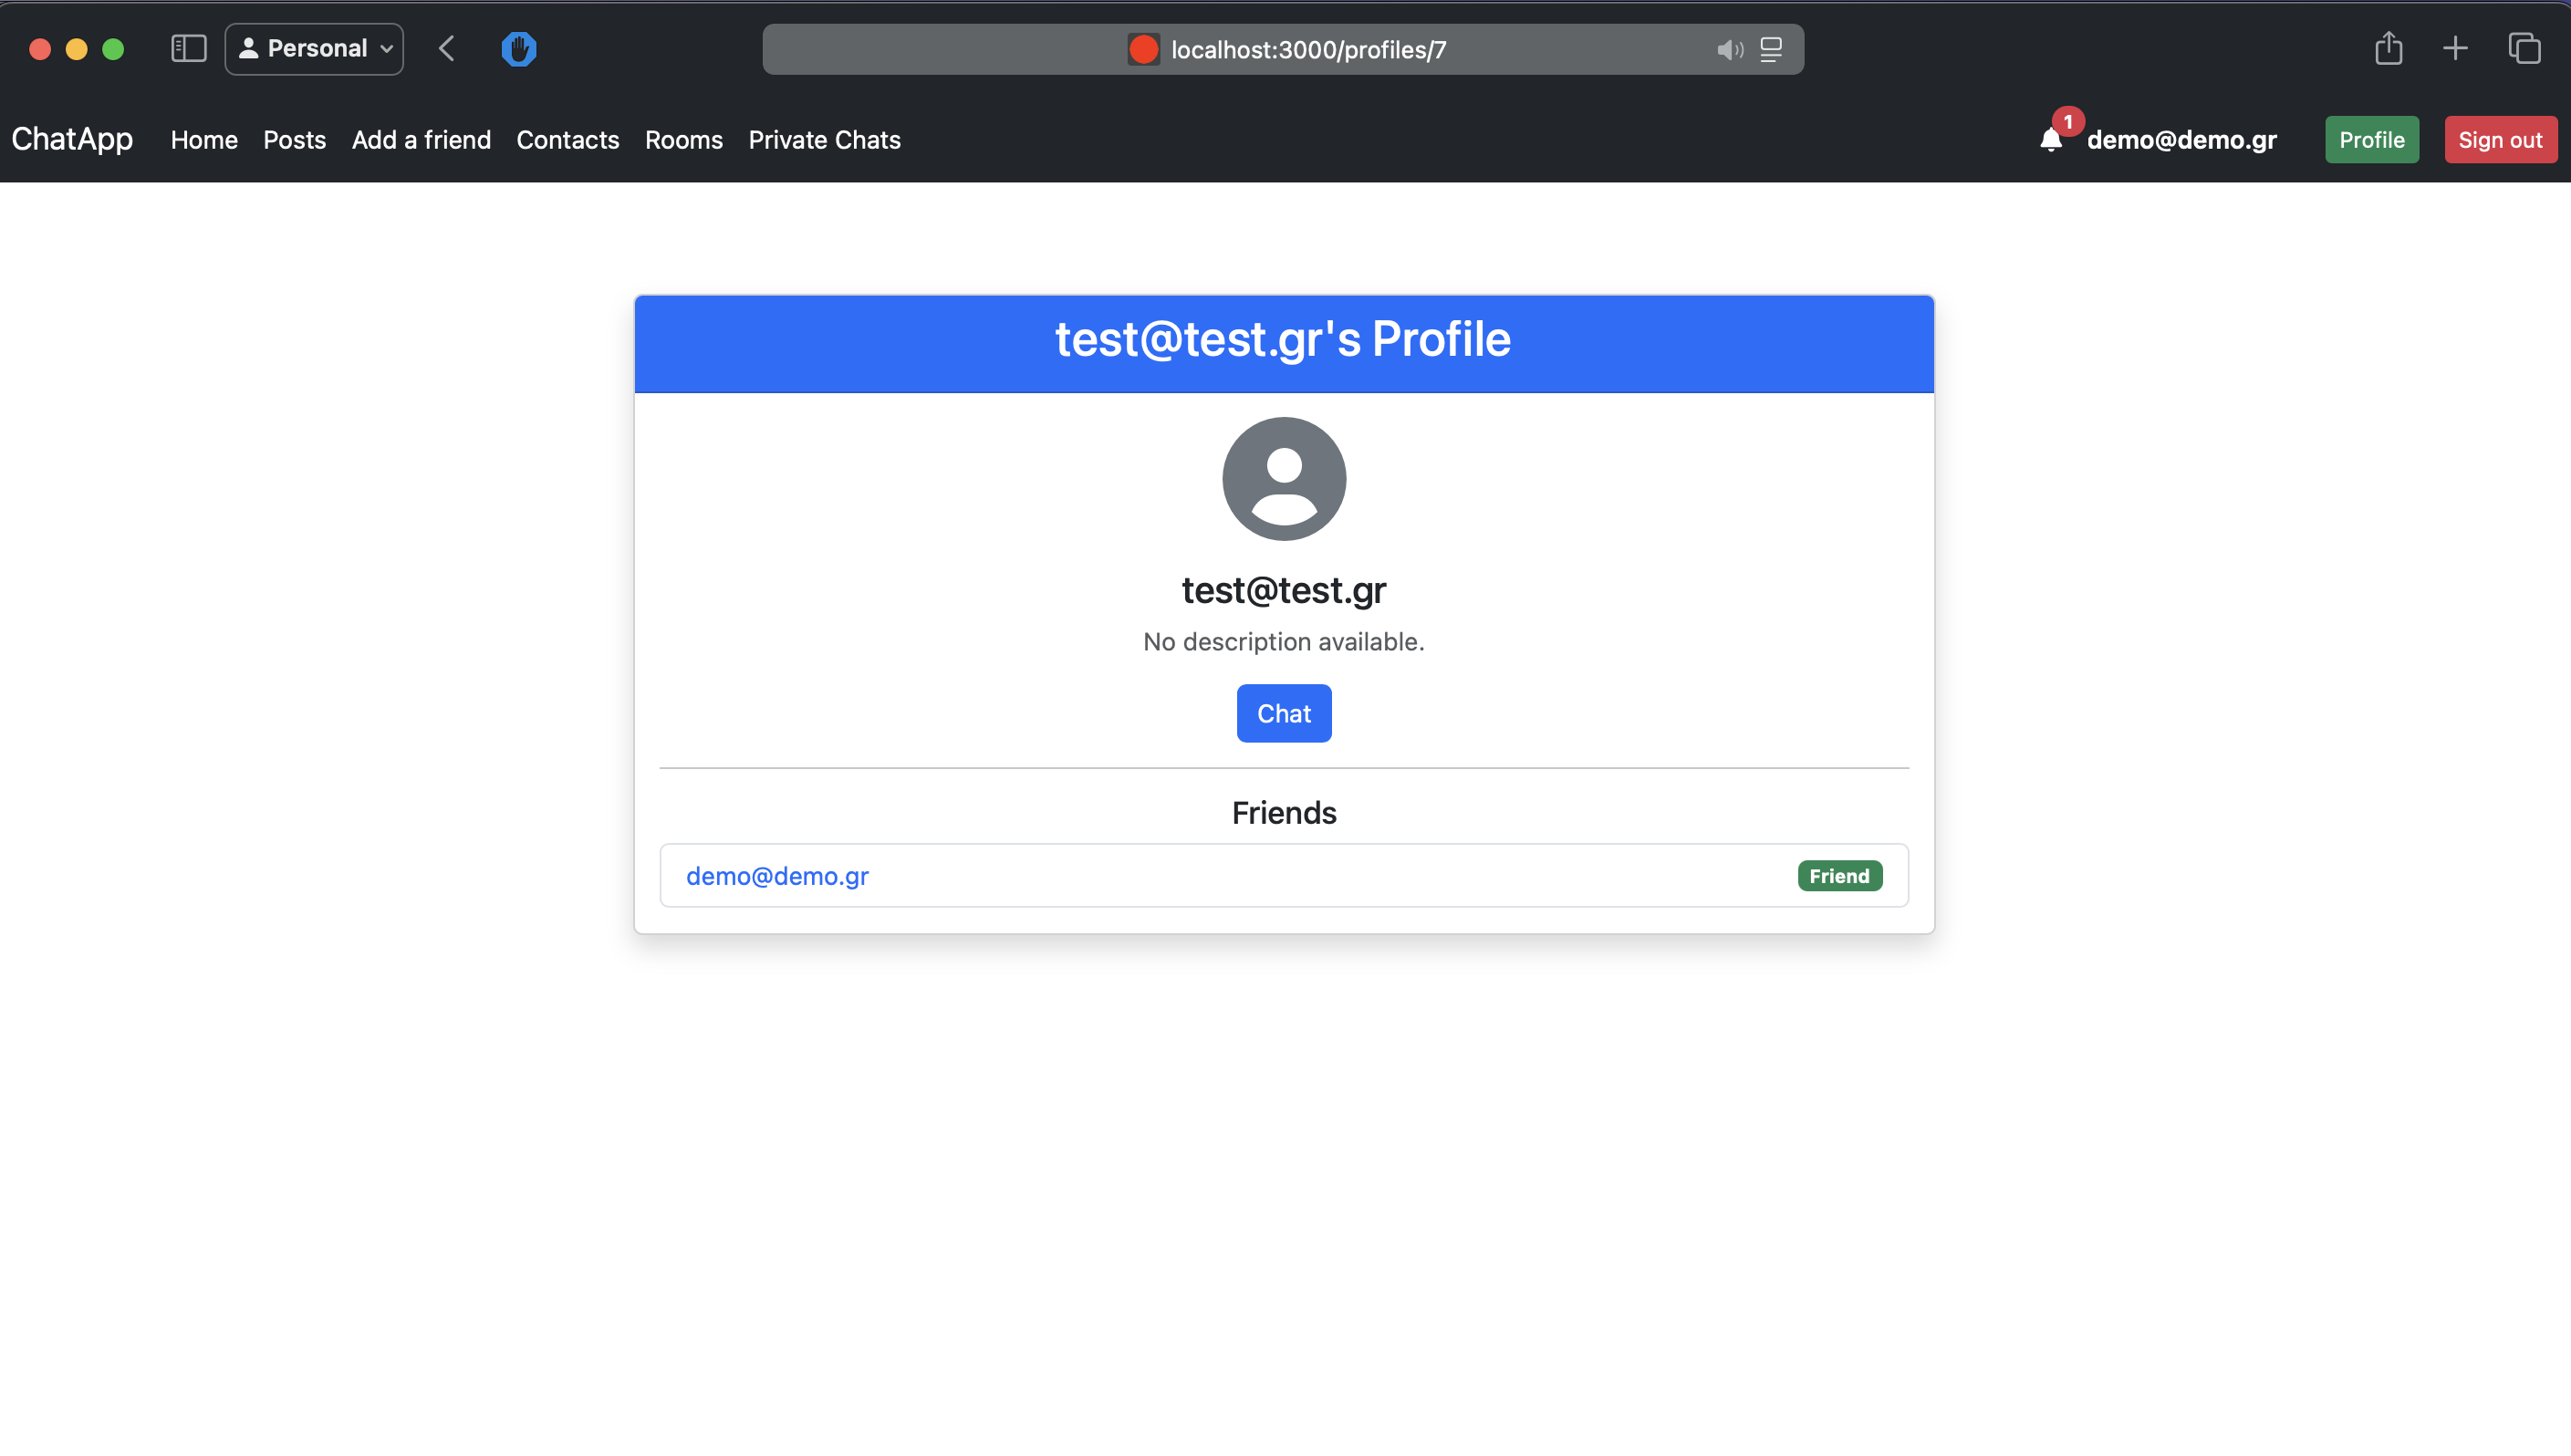 Personal
localhost:3000/profiles/7
ChatApp Home Posts Add a friend Contacts Rooms Private Chats 1 demo@demo.gr Profile Sign out
test@test.gr's Profile
test@test.gr
No description available.
Chat
Friends
demo@demo.gr Friend